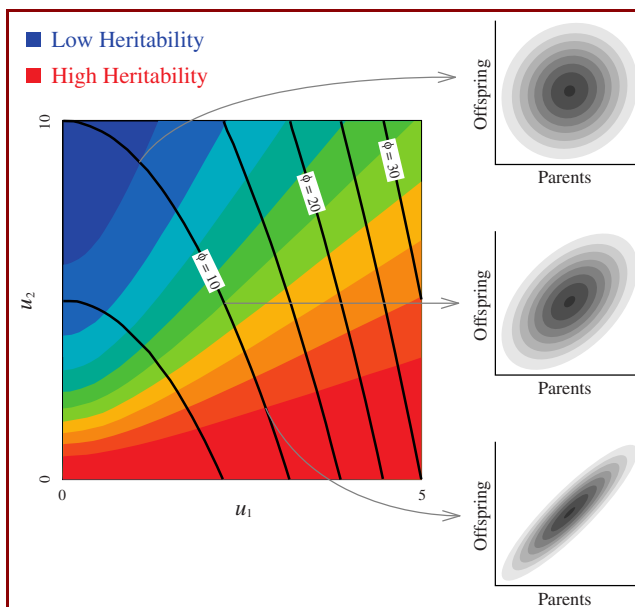 Low Heritability
High Heritability
10
u2
0
0
u1
5
ϕ = 10
ϕ = 20
ϕ = 30
Offspring
Parents
Offspring
Parents
Offspring
Parents